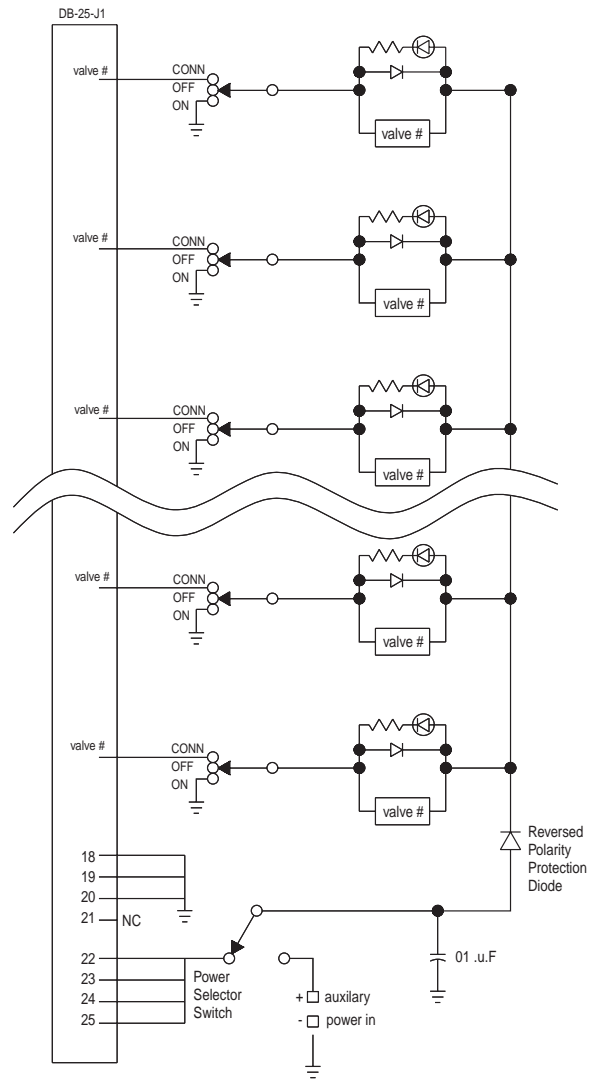 DB-25-J1
valve #
CONN
OFF
ON
valve #
valve #
CONN
OFF
ON
valve #
valve #
CONN
OFF
ON
valve #
valve #
CONN
OFF
ON
valve #
valve #
CONN
OFF
ON
valve #
Reversed
Polarity
Protection
Diode
18
19
20
21
NC
22
23
24
25
Power
Selector
Switch
+ auxilary
- power in
01 .u.F